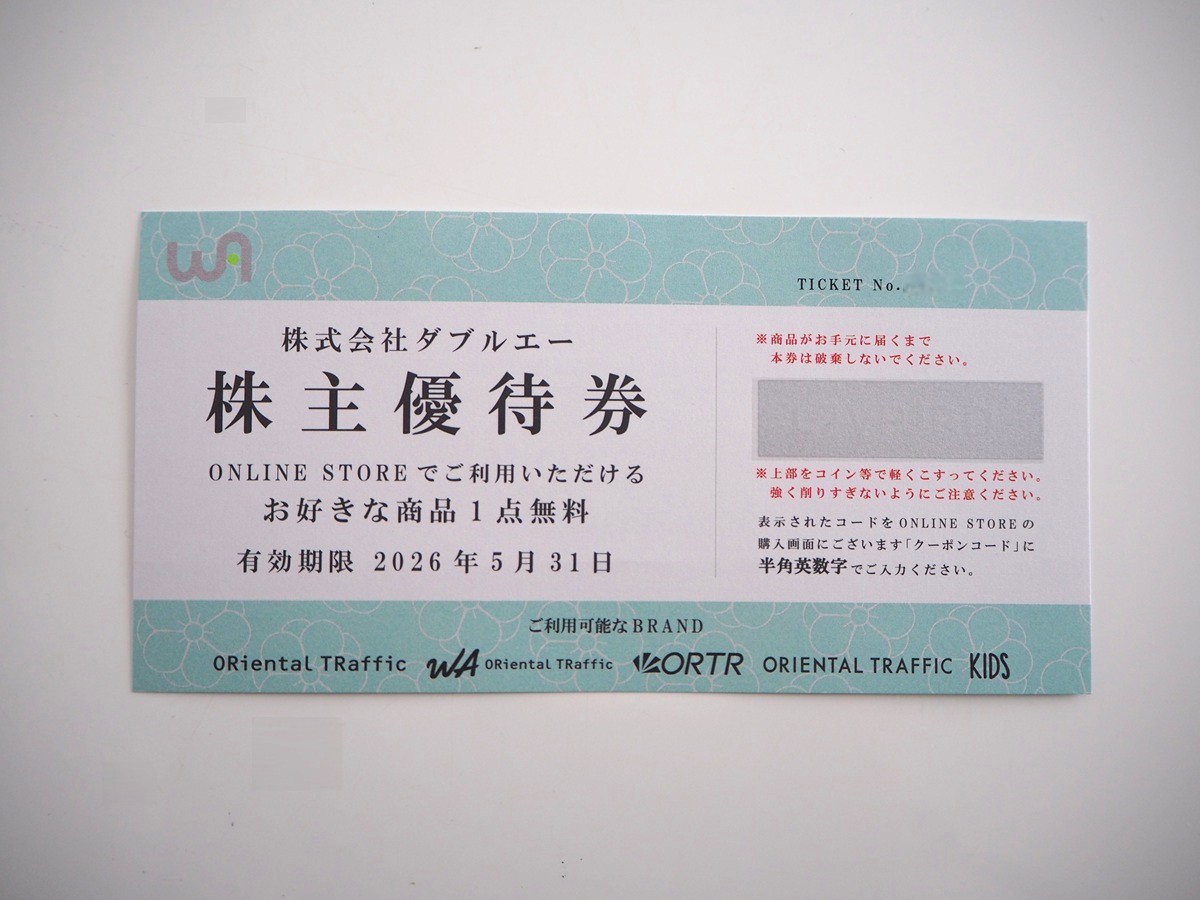 WA
TICKET No.
株式会社ダブルエー
株主優待券
ONLINE STOREでご利用いただける
お好きな商品1点無料
有効期限 2026年5月31日
※商品がお手元に届くまで
本券は破棄しないでください。
※上部をコイン等で軽くこすってください。
強く削りすぎないようにご注意ください。
表示されたコードをONLINE STOREの
購入画面にございます「クーポンコード」に
半角英数字でご入力ください。
ご利用可能なBRAND
ORiental TRaffic WA ORiental TRaffic ORTR ORIENTAL TRAFFIC KIDS